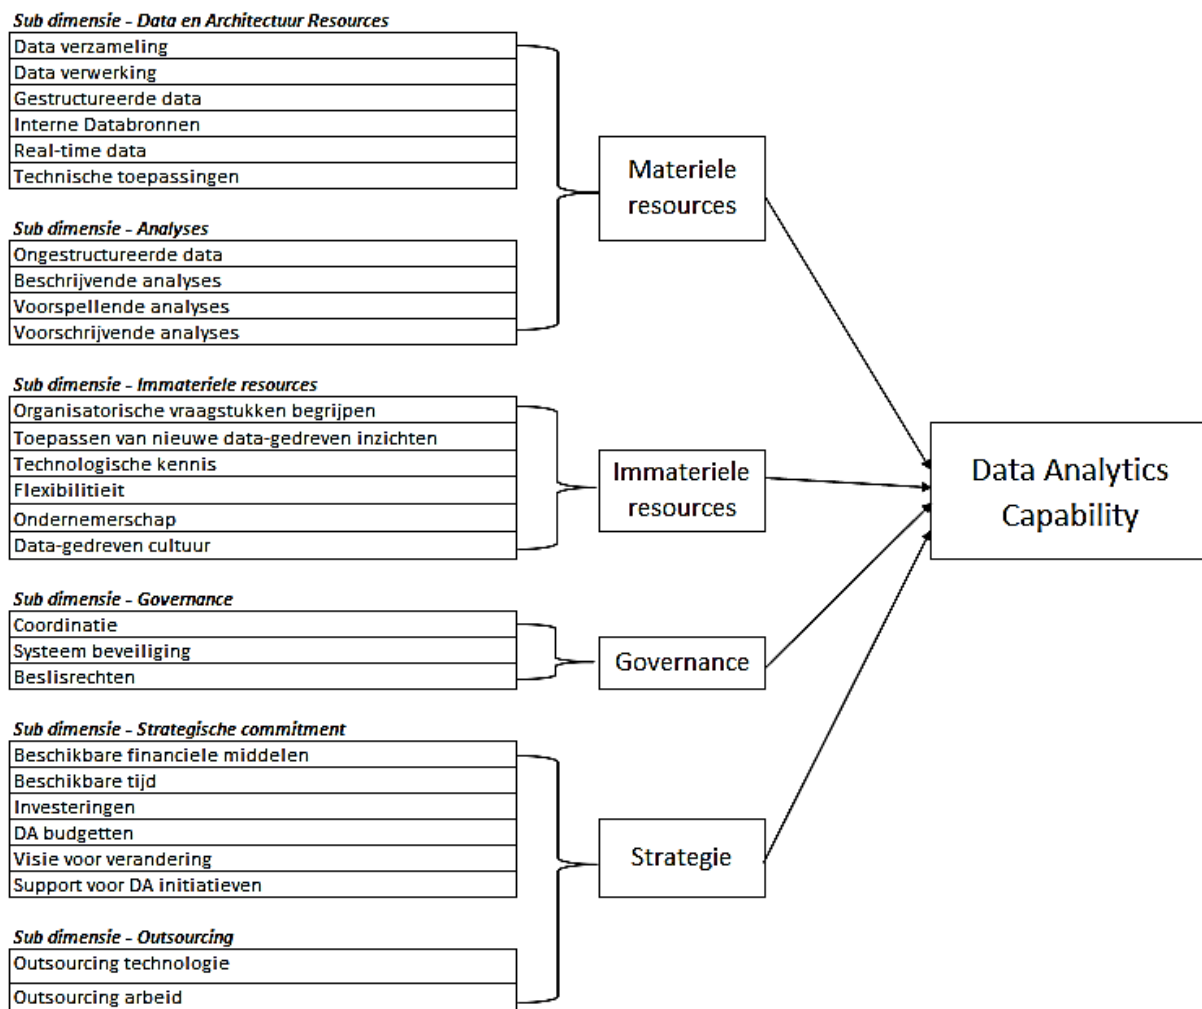 Sub dimensie - Data en Architectuur Resources
Data verzameling
Data verwerking
Gestructureerde data
Interne Databronnen
Real-time data
Technische toepassingen
Sub dimensie - Analyses
Ongestructureerde data
Beschrijvende analyses
Voorspellende analyses
Voorschrijvende analyses
Materiele
resources
Sub dimensie - Immateriele resources
Organisatorische vraagstukken begrijpen
Toepassen van nieuwe data-gedreven inzichten
Technologische kennis
Flexibilitieit
Ondernemerschap
Data-gedreven cultuur
Immateriele
resources
Sub dimensie - Governance
Coordinatie
Systeem beveiliging
Beslisrechten
Governance
Sub dimensie - Strategische commitment
Beschikbare financiele middelen
Beschikbare tijd
Investeringen
DA budgetten
Visie voor verandering
Support voor DA initiatieven
Sub dimensie - Outsourcing
Outsourcing technologie
Outsourcing arbeid
Strategie
Data Analytics
Capability